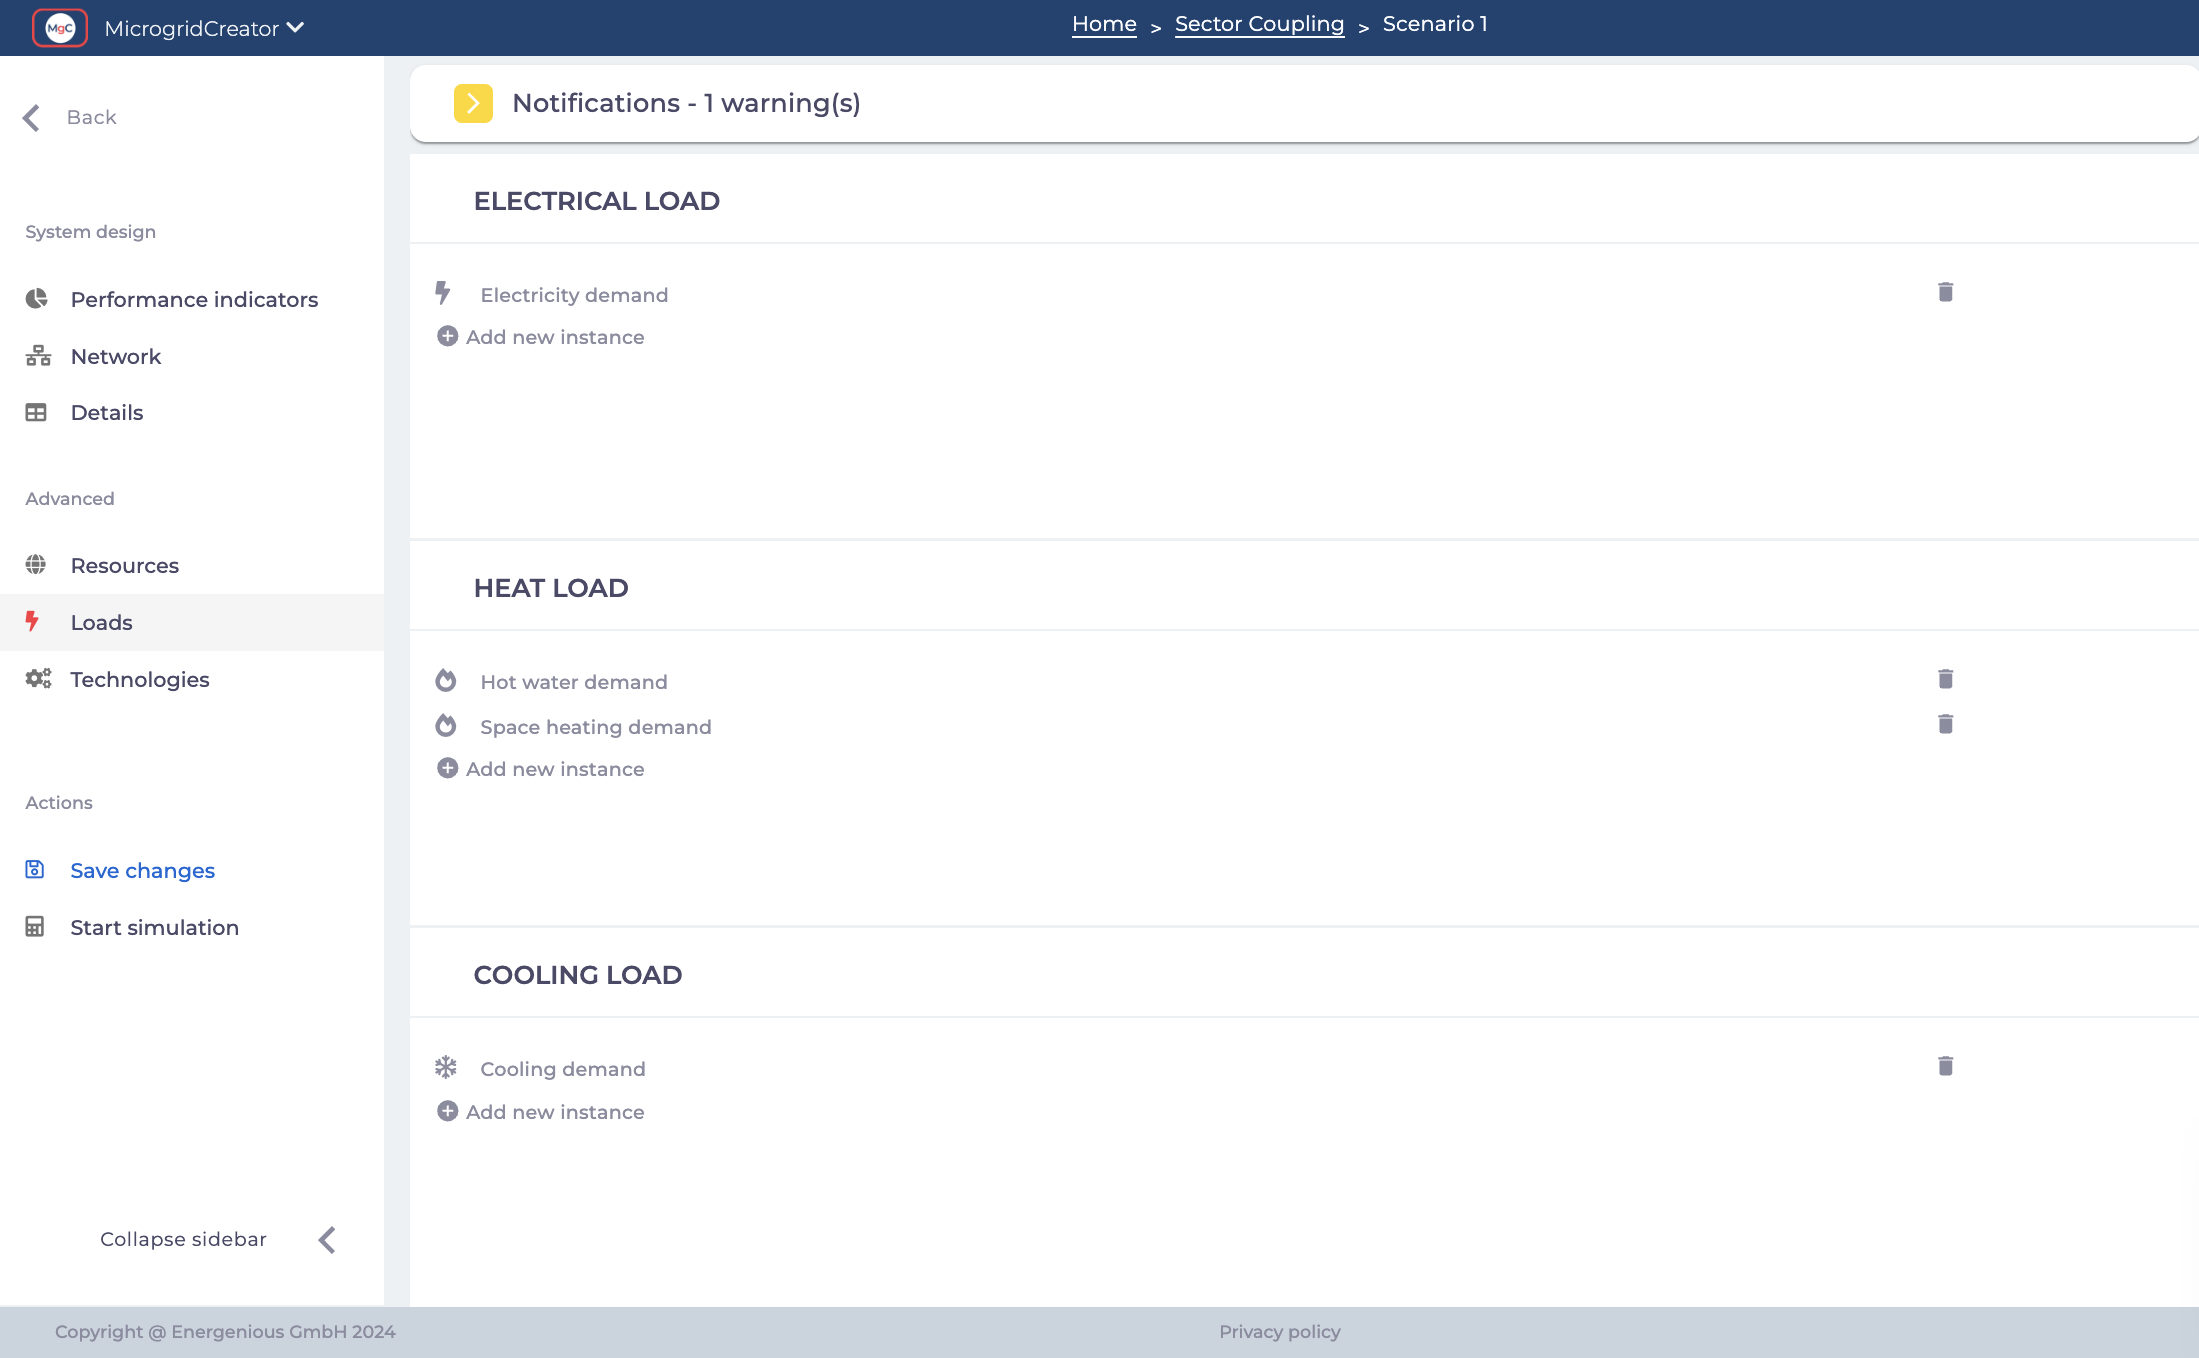 MgC
MicrogridCreator
Home > Sector Coupling > Scenario 1
Back
System design
Performance indicators
Network
Details
Advanced
Resources
Loads
Technologies
Actions
Save changes
Start simulation
Collapse sidebar
Notifications - 1 warning(s)
ELECTRICAL LOAD
Electricity demand
Add new instance
HEAT LOAD
Hot water demand
Space heating demand
Add new instance
COOLING LOAD
Cooling demand
Add new instance
Copyright @ Energenious GmbH 2024
Privacy policy